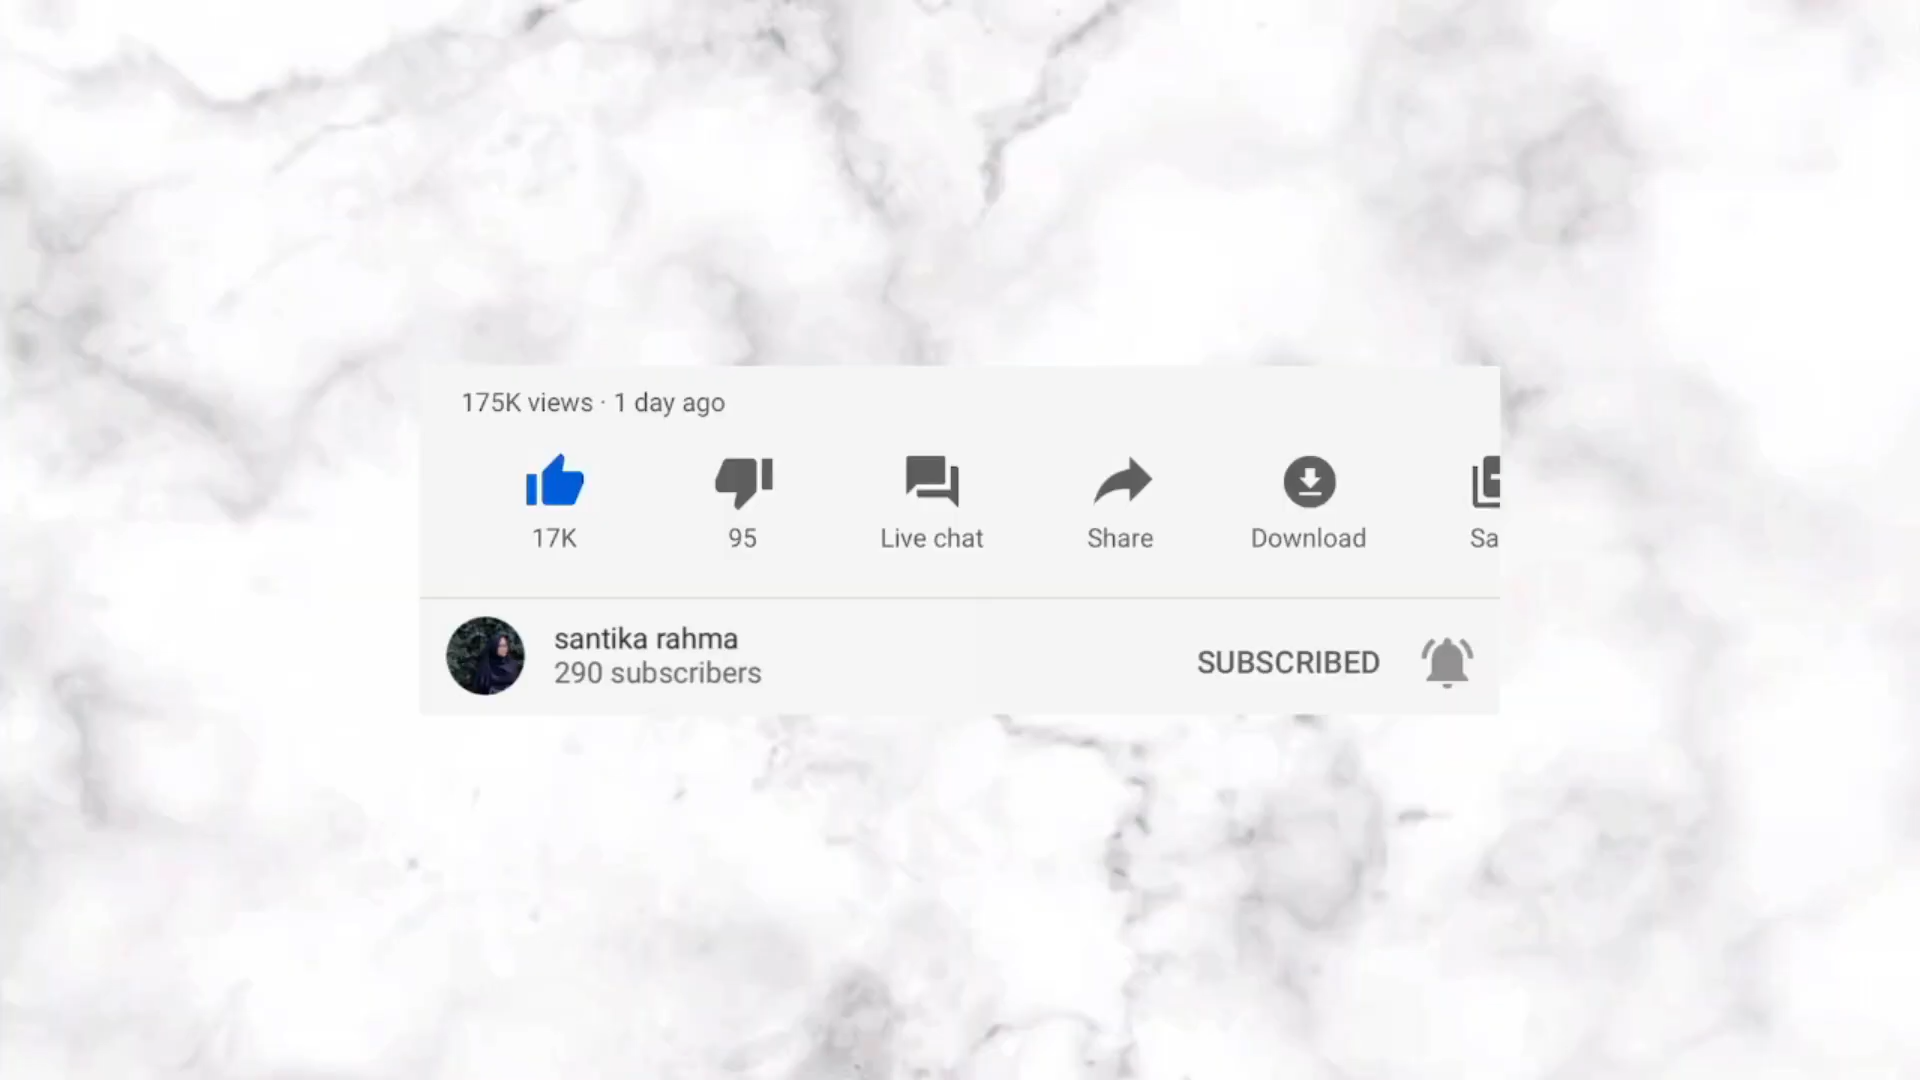 175K views · 1 day ago
17K 95 Live chat Share Download Sa
santika rahma
290 subscribers
SUBSCRIBED